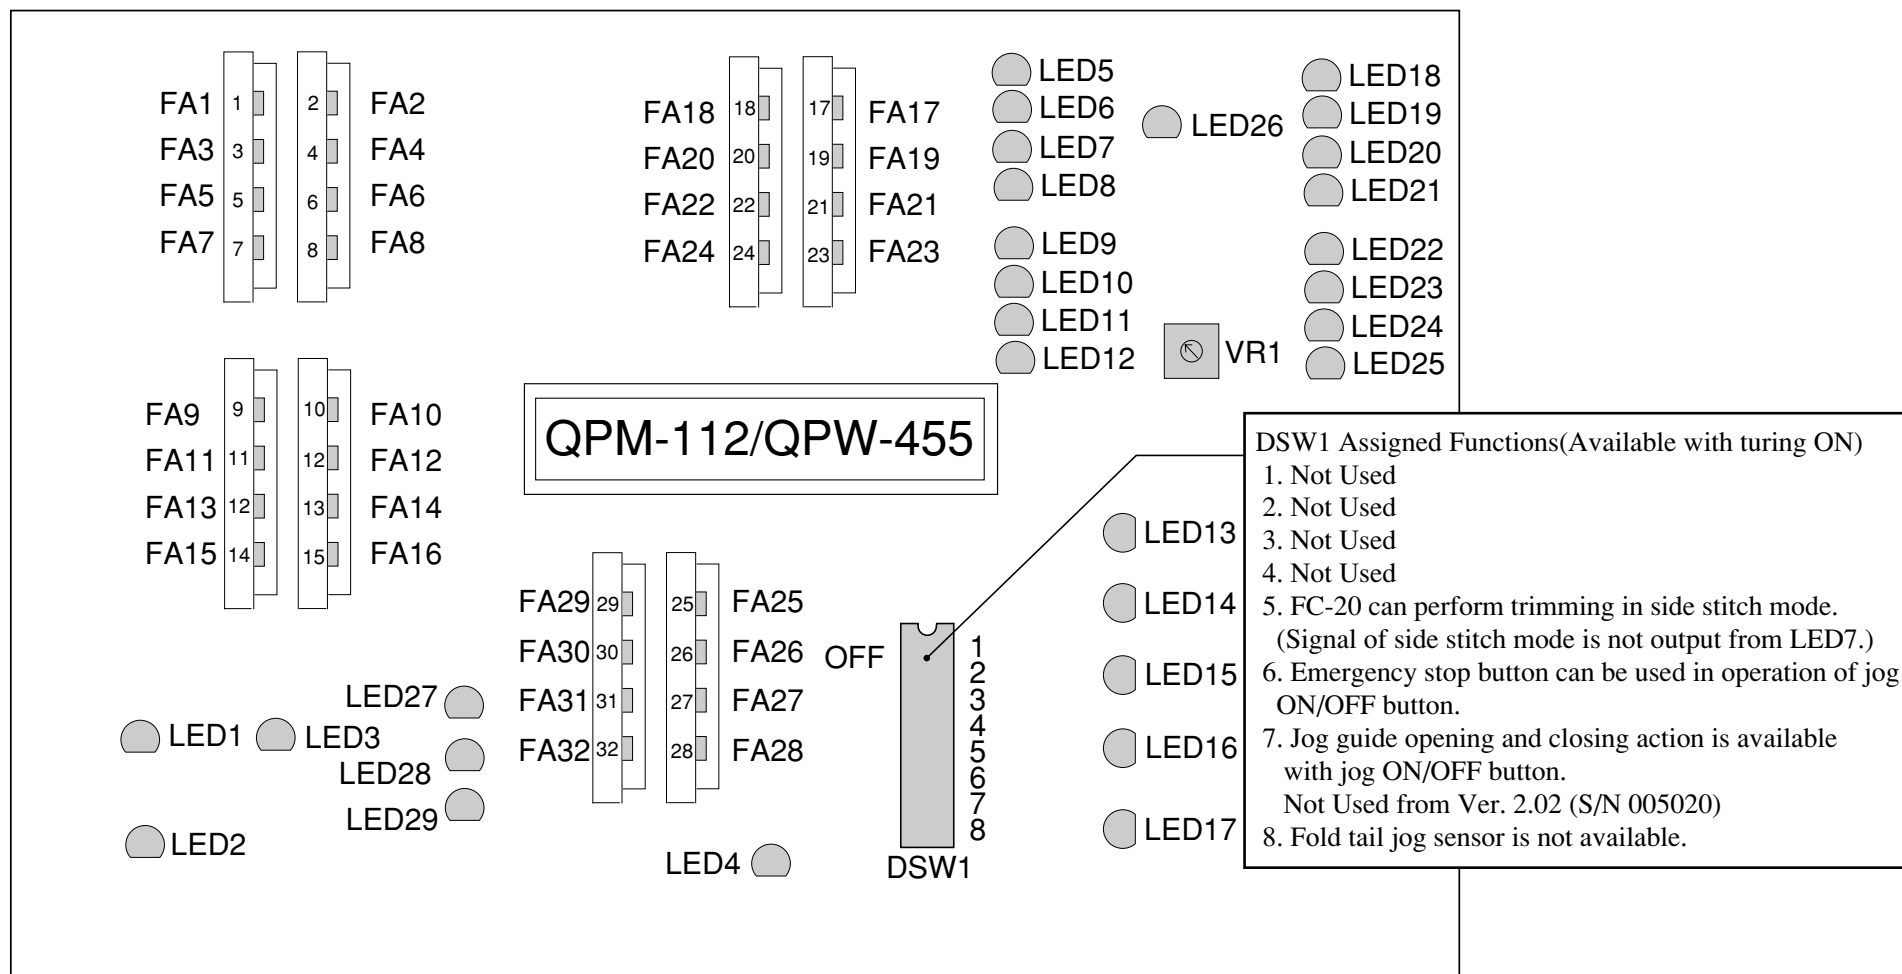 FA1 1 2 FA2
FA3 3 4 FA4
FA5 5 6 FA6
FA7 7 8 FA8
FA18 18 17 FA17
FA20 20 19 FA19
FA22 22 21 FA21
FA24 24 23 FA23
LED5
LED6
LED7
LED8
LED9
LED10
LED11
LED12
LED26
VR1
LED18
LED19
LED20
LED21
LED22
LED23
LED24
LED25
FA9 9 10 FA10
FA11 11 12 FA12
FA13 12 13 FA14
FA15 14 15 FA16
QPM-112/QPW-455
DSW1 Assigned Functions(Available with turing ON)
1. Not Used
2. Not Used
3. Not Used
4. Not Used
5. FC-20 can perform trimming in side stitch mode.
(Signal of side stitch mode is not output from LED7.)
6. Emergency stop button can be used in operation of jog
ON/OFF button.
7. Jog guide opening and closing action is available
with jog ON/OFF button.
Not Used from Ver. 2.02 (S/N 005020)
8. Fold tail jog sensor is not available.
FA29 29 25 FA25
FA30 30 26 FA26
FA31 31 27 FA27
FA32 32 28 FA28
OFF
1
2
3
4
5
6
7
8
DSW1
LED13
LED14
LED15
LED16
LED17
LED27
LED1
LED3
LED28
LED29
LED2
LED4